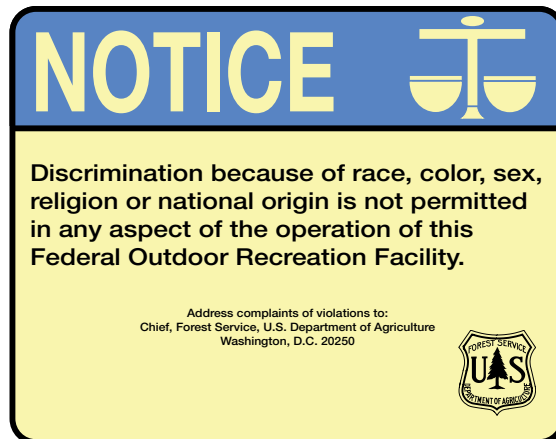 NOTICE
Discrimination because of race, color, sex,
religion or national origin is not permitted
in any aspect of the operation of this
Federal Outdoor Recreation Facility.
Address complaints of violations to:
Chief, Forest Service, U.S. Department of Agriculture
Washington, D.C. 20250
FOREST SERVICE
U S
DEPARTMENT OF AGRICULTURE